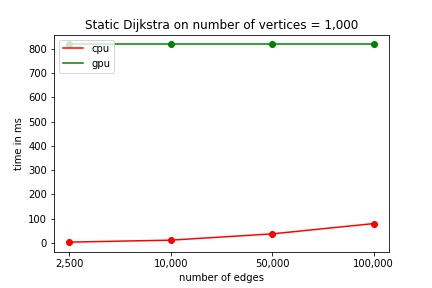 Static Dijkstra on number of vertices = 1,000
cpu
gpu
time in ms
800
700
600
500
400
300
200
100
0
2,500 10,000 50,000 100,000
number of edges